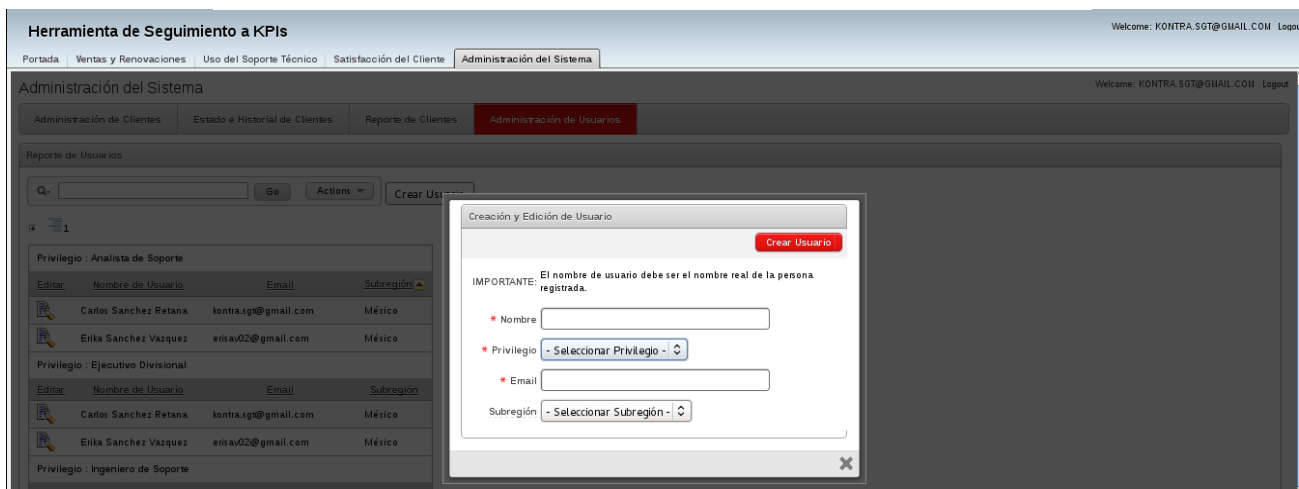 Herramienta de Seguimiento a KPIs
Welcome: KONTRA.SGT@GMAIL.COM
Portada Ventas y Renovaciones Uso del Soporte Técnico Satisfacción del Cliente Administración del Sistema
Administración del Sistema
Welcome: KONTRA.SGT@GMAIL.COM Logout
Administración de Clientes Estado e Historial de Clientes Reporte de Clientes Administración de Usuarios
Reporte de Usuarios
Go Actions Crear Usuario
1
Privilegio : Analista de Soporte
Editar Nombre de Usuario Email Subregión
Carlos Sanchez Retana kontra.sgt@gmail.com México
Erika Sanchez Vazquez erisav02@gmail.com México
Privilegio : Ejecutivo Divisional
Editar Nombre de Usuario Email Subregión
Carlos Sanchez Retana kontra.sgt@gmail.com México
Erika Sanchez Vazquez erisav02@gmail.com México
Privilegio : Ingeniero de Soporte
Creación y Edición de Usuario
Crear Usuario
IMPORTANTE: El nombre de usuario debe ser el nombre real de la persona
registrada.
* Nombre
* Privilegio - Seleccionar Privilegio -
* Email
Subregión - Seleccionar Subregión -